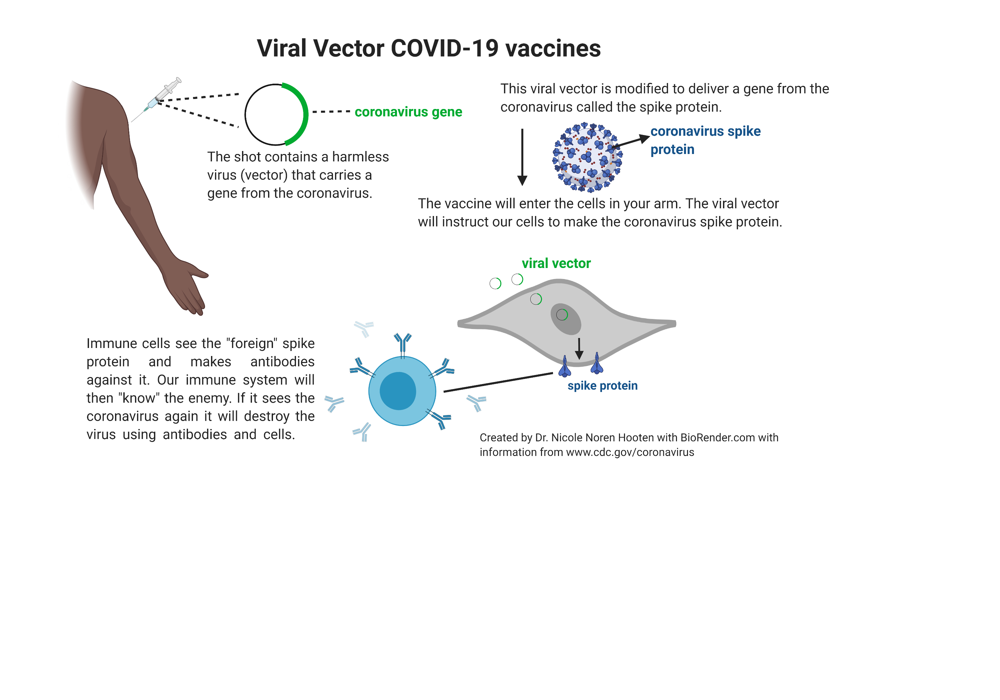 Viral Vector COVID-19 vaccines
coronavirus gene
The shot contains a harmless
virus (vector) that carries a
gene from the coronavirus.
This viral vector is modified to deliver a gene from the
coronavirus called the spike protein.
coronavirus spike
protein
The vaccine will enter the cells in your arm. The viral vector
will instruct our cells to make the coronavirus spike protein.
viral vector
spike protein
Immune cells see the "foreign" spike
protein and makes antibodies
against it. Our immune system will
then "know" the enemy. If it sees the
coronavirus again it will destroy the
virus using antibodies and cells.
Created by Dr. Nicole Noren Hooten with BioRender.com with
information from www.cdc.gov/coronavirus